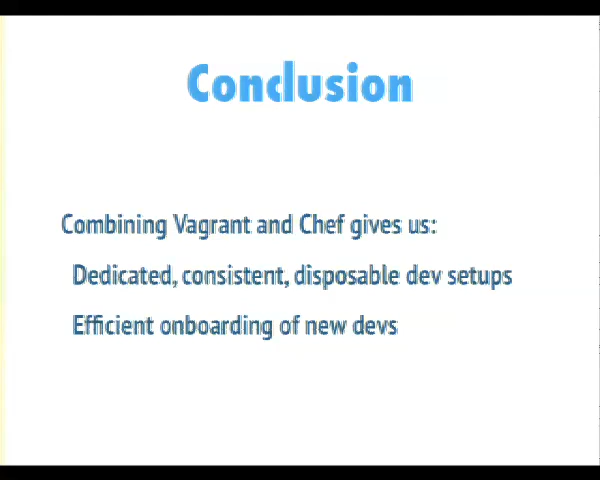 Conclusion
Combining Vagrant and Chef gives us:
Dedicated, consistent, disposable dev setups
Efficient onboarding of new devs